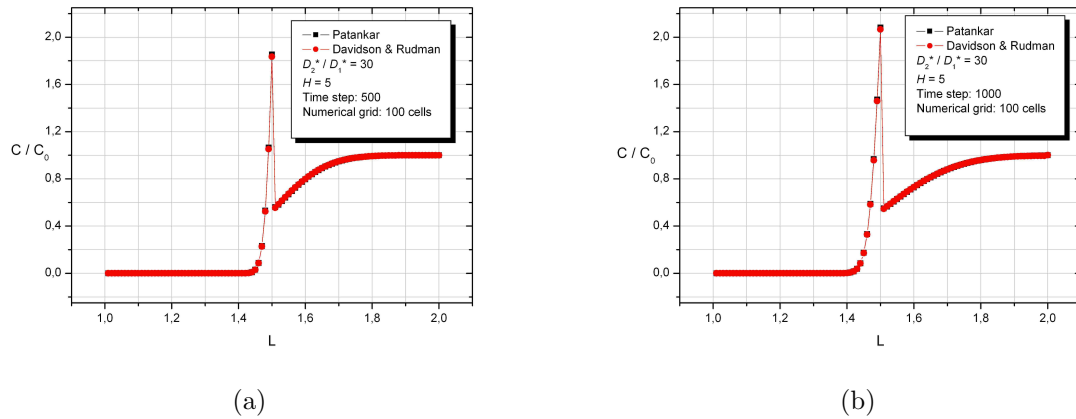 Patankar
Davidson & Rudman
D2* / D1* = 30
H = 5
Time step: 500
Numerical grid: 100 cells
C / C0
2,0
1,6
1,2
0,8
0,4
0,0
1,0 1,2 1,4 1,6 1,8 2,0
L
(a)
Patankar
Davidson & Rudman
D2* / D1* = 30
H = 5
Time step: 1000
Numerical grid: 100 cells
C / C0
2,0
1,6
1,2
0,8
0,4
0,0
1,0 1,2 1,4 1,6 1,8 2,0
L
(b)